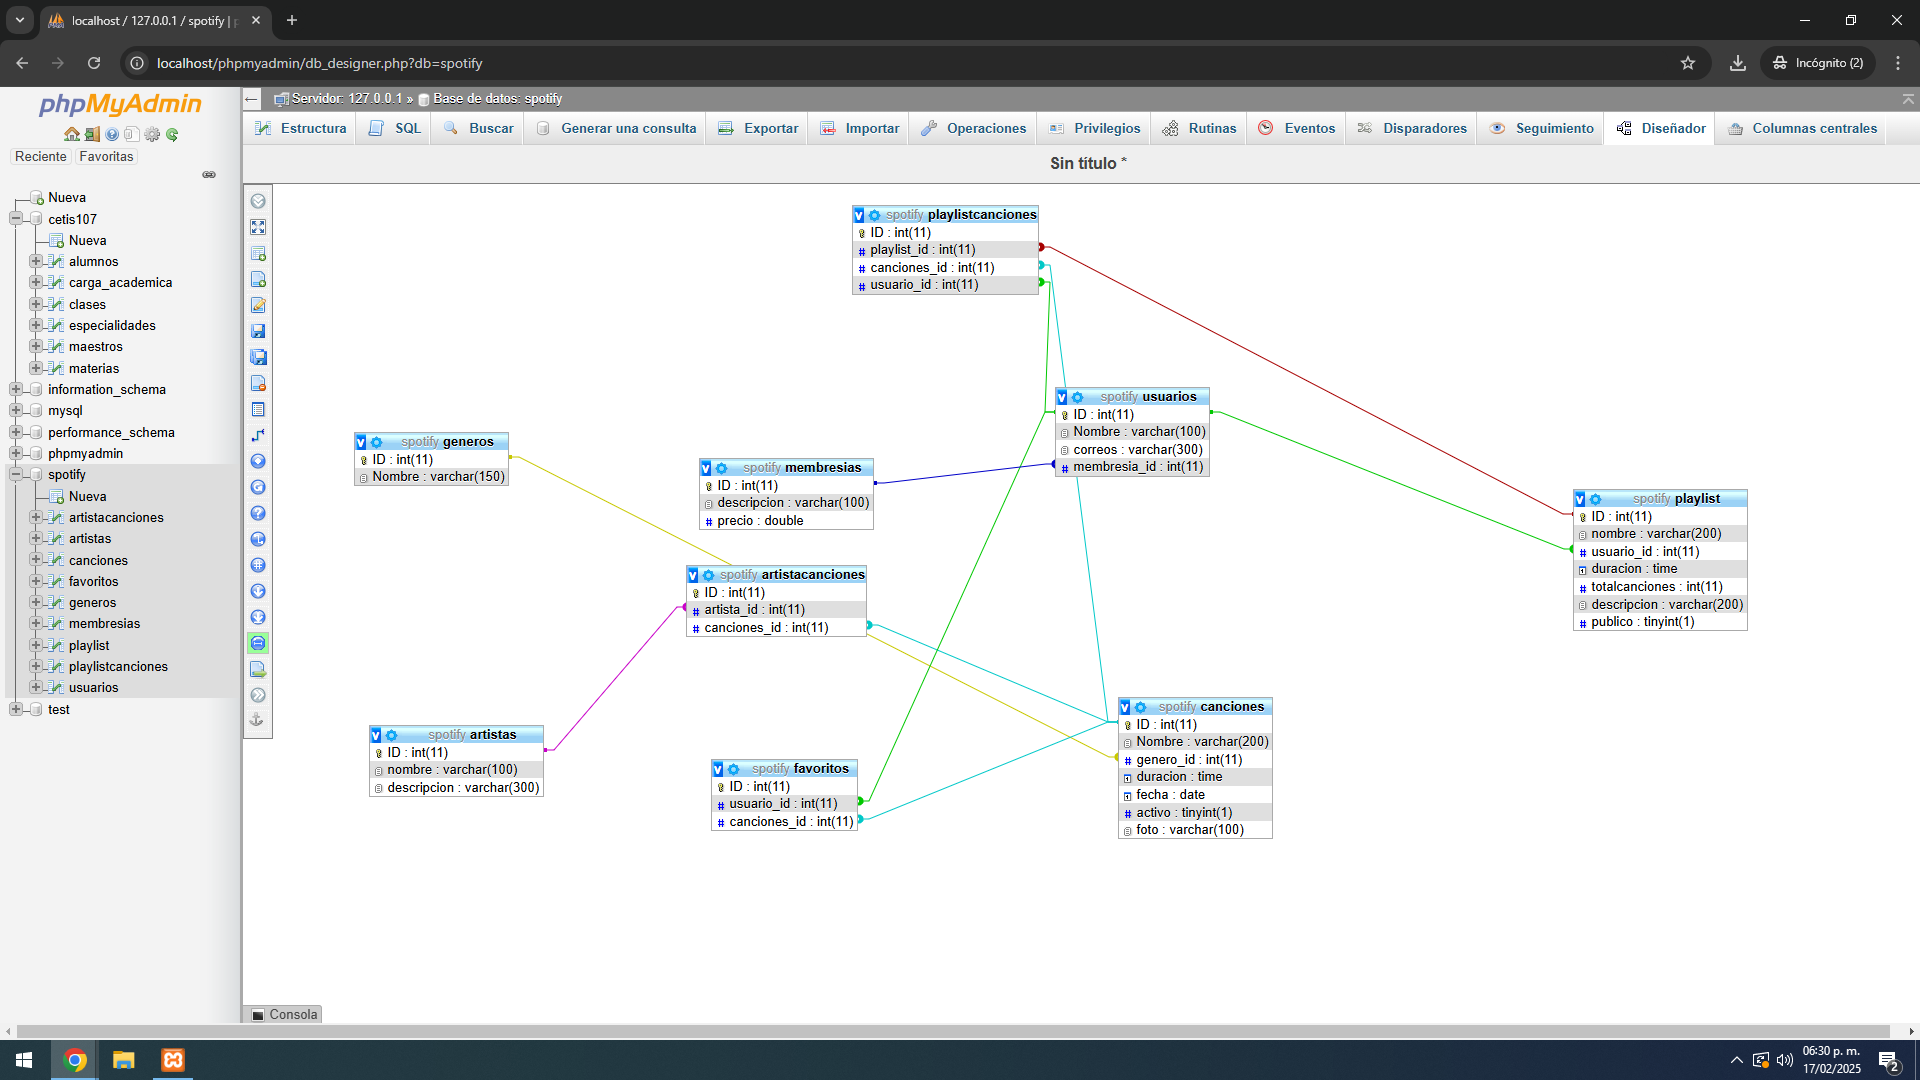 localhost / 127.0.0.1 / spotify | p
localhost/phpmyadmin/db_designer.php?db=spotify
Incógnito (2)
phpMyAdmin
Reciente
Favoritas
Nueva
cetis107
Nueva
alumnos
carga_academica
clases
especialidades
maestros
materias
information_schema
mysql
performance_schema
phpmyadmin
spotify
Nueva
artistacanciones
artistas
canciones
favoritos
generos
membresias
playlist
playlistcanciones
usuarios
test
Servidor: 127.0.0.1 » Base de datos: spotify
Estructura
SQL
Buscar
Generar una consulta
Exportar
Importar
Operaciones
Privilegios
Rutinas
Eventos
Disparadores
Seguimiento
Diseñador
Columnas centrales
Sin título *
spotify playlistcanciones
ID : int(11)
playlist_id : int(11)
canciones_id : int(11)
usuario_id : int(11)
spotify usuarios
ID : int(11)
Nombre : varchar(100)
correos : varchar(300)
membresia_id : int(11)
spotify generos
ID : int(11)
Nombre : varchar(150)
spotify membresias
ID : int(11)
descripcion : varchar(100)
precio : double
spotify playlist
ID : int(11)
nombre : varchar(200)
usuario_id : int(11)
duracion : time
totalcanciones : int(11)
descripcion : varchar(200)
publico : tinyint(1)
spotify artistacanciones
ID : int(11)
artista_id : int(11)
canciones_id : int(11)
spotify canciones
ID : int(11)
Nombre : varchar(200)
genero_id : int(11)
duracion : time
fecha : date
activo : tinyint(1)
foto : varchar(100)
spotify artistas
ID : int(11)
nombre : varchar(100)
descripcion : varchar(300)
spotify favoritos
ID : int(11)
usuario_id : int(11)
canciones_id : int(11)
Consola
06:30 p. m.
17/02/2025
2